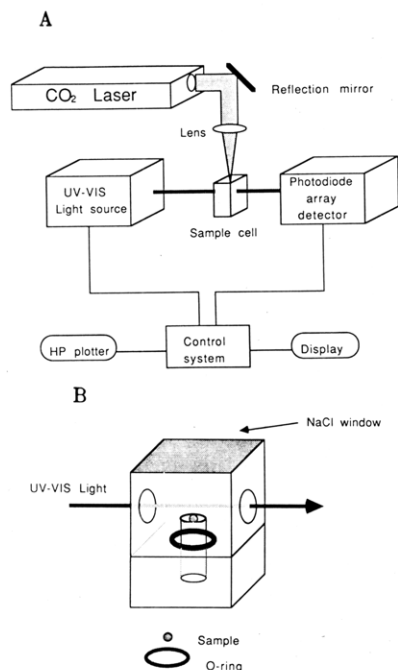 A
CO2 Laser
Reflection mirror
Lens
UV-VIS
Light source
Sample cell
Photodiode
array
detector
HP plotter
Control
system
Display
B
NaCl window
UV-VIS Light
Sample
O-ring